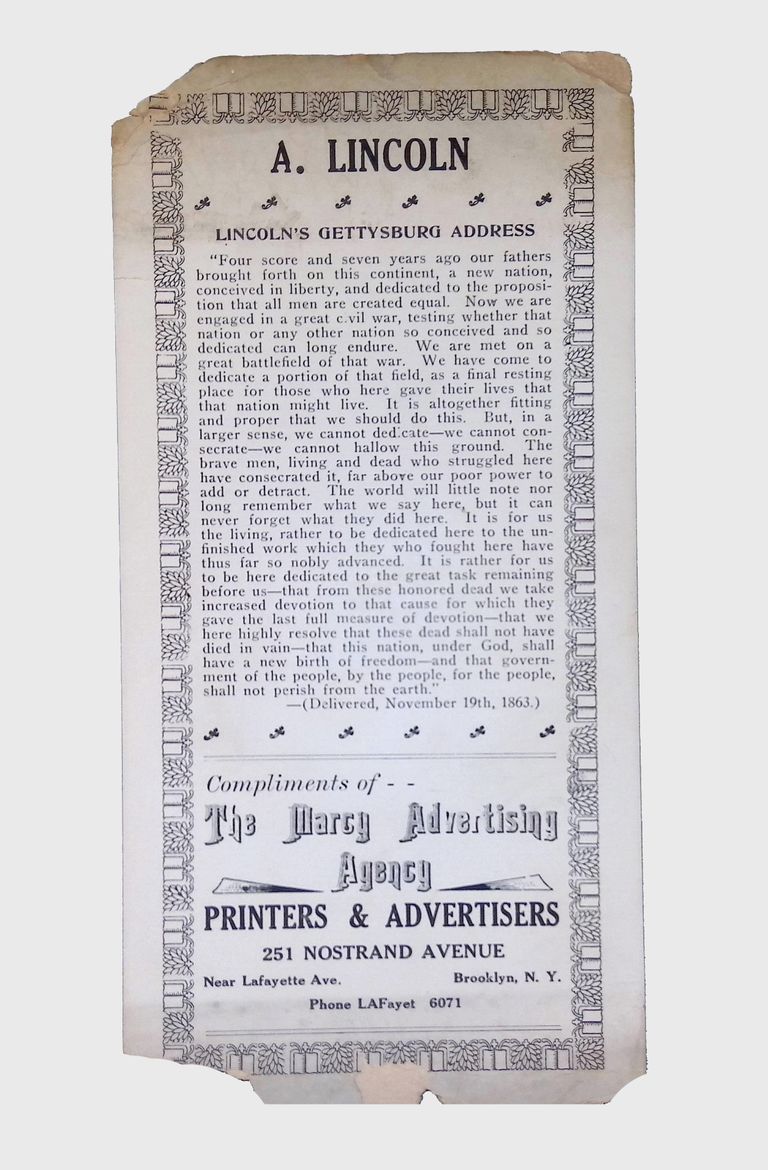 A. LINCOLN
LINCOLN'S GETTYSBURG ADDRESS
"Four score and seven years ago our fathers
brought forth on this continent, a new nation,
conceived in liberty, and dedicated to the proposi-
tion that all men are created equal. Now we are
engaged in a great c.vil war, testing whether that
nation or any other nation so conceived and so
dedicated can long endure. We are met on a
great battlefield of that war. We have come to
dedicate a portion of that field, as a final resting
place for those who here gave their lives that
that nation might live. It is altogether fitting
and proper that we should do this. But, in a
larger sense, we cannot ded:cate—we cannot con-
secrate—we cannot hallow this ground. The
brave men, living and dead who struggled here
have consecrated it, far above our poor power to
add or detract. The world will little note nor
long remember what we say here, but it can
never forget what they did here. It is for us
the living, rather to be dedicated here to the un-
finished work which they who fought here have
thus far so nobly advanced. It is rather for us
to be here dedicated to the great task remaining
before us—that from these honored dead we take
increased devotion to that cause for which they
gave the last full measure of devotion—that we
here highly resolve that these dead shall not have
died in vain—that this nation, under God, shall
have a new birth of freedom—and that govern-
ment of the people, by the people, for the people,
shall not perish from the earth."
—(Delivered, November 19th, 1863.)
Compliments of - -
The Marcy Advertising
Agency
PRINTERS & ADVERTISERS
251 NOSTRAND AVENUE
Near Lafayette Ave. Brooklyn, N. Y.
Phone LAFayet 6071